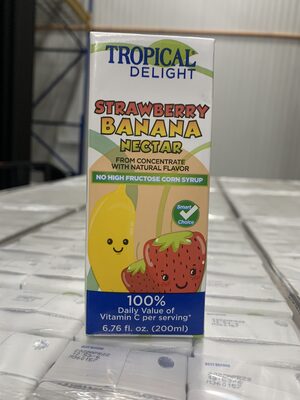 TROPICAL
DELIGHT
STRAWBERRY
BANANA
NECTAR
FROM CONCENTRATE
WITH NATURAL FLAVOR
NO HIGH FRUCTOSE CORN SYRUP
Smart
Choice
100%
Daily Value of
Vitamin C per serving*
6.76 fl. oz. (200ml)